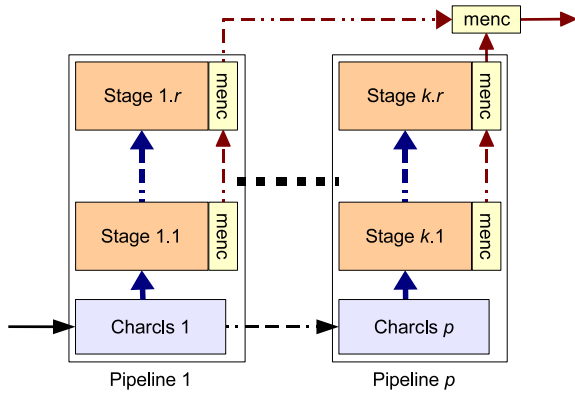 menc
Stage 1.r
menc
Stage k.r
menc
Stage 1.1
menc
Stage k.1
menc
Charcls 1
Charcls p
Pipeline 1
Pipeline p